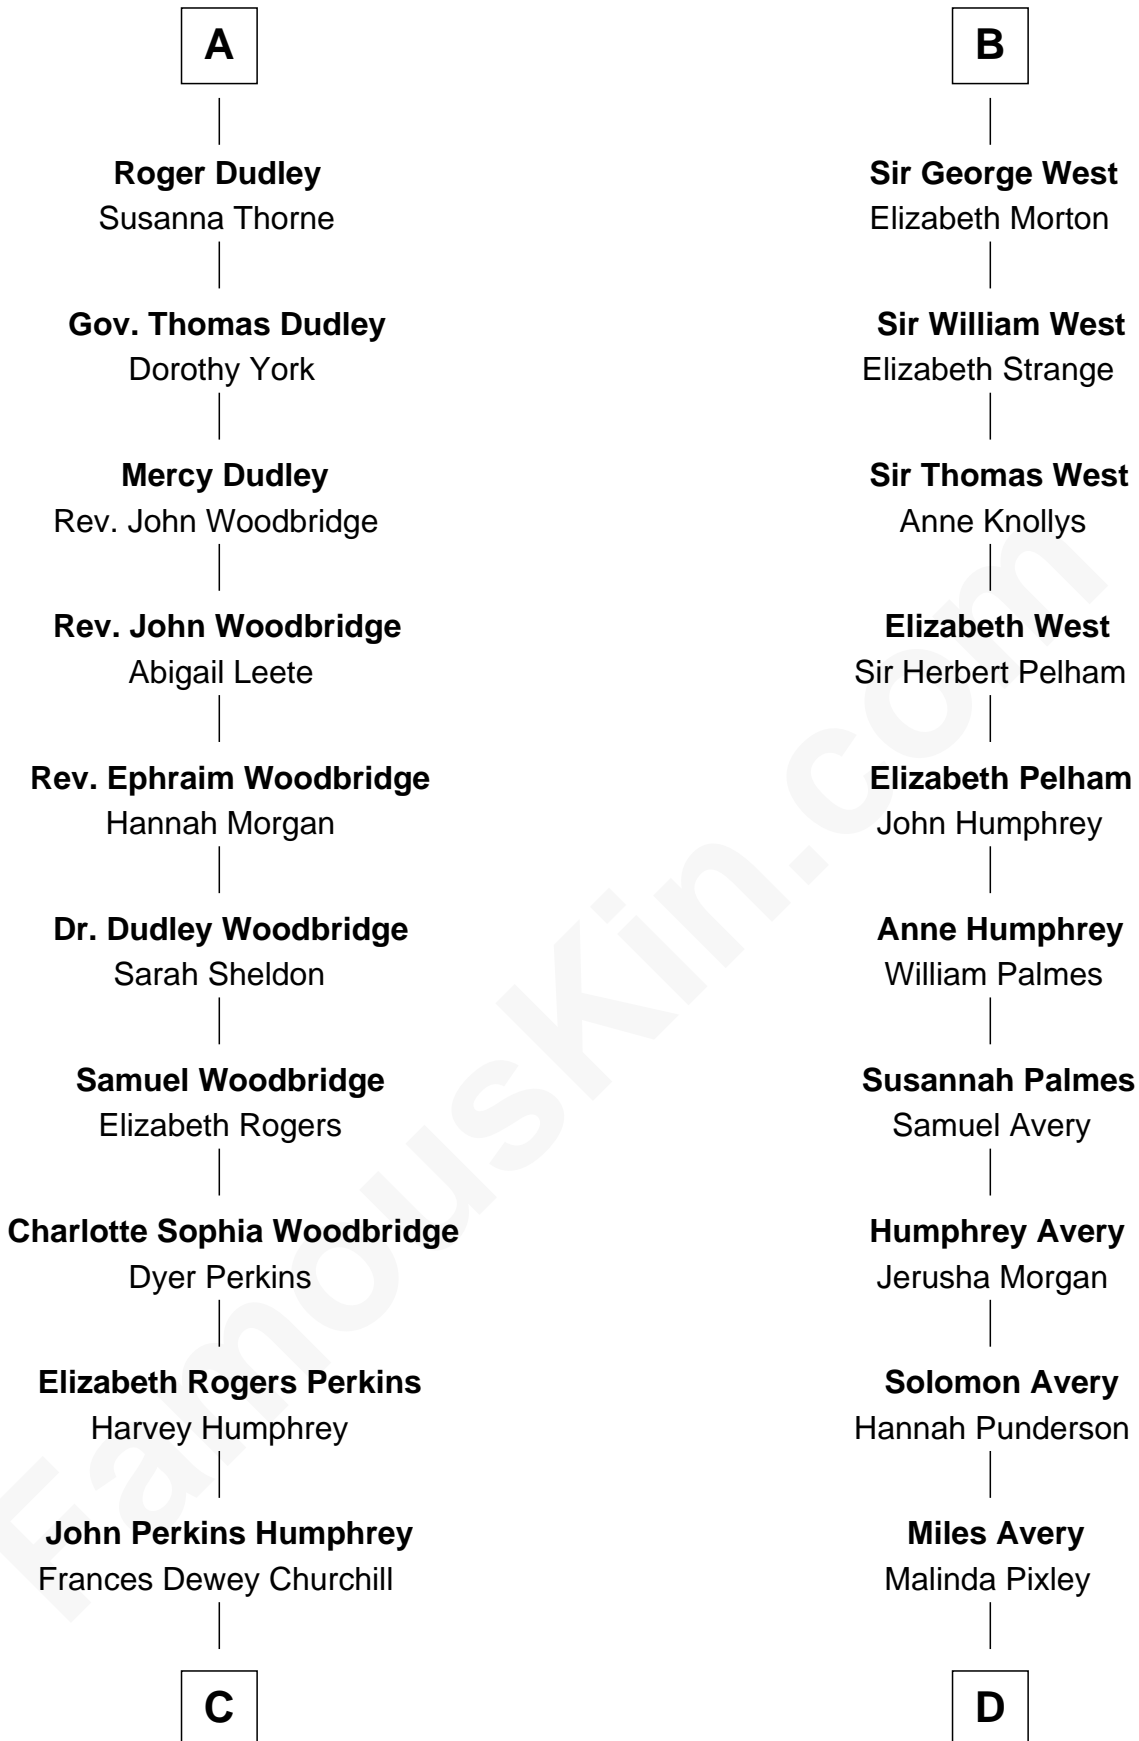 A
Roger Dudley
Susanna Thorne
Gov. Thomas Dudley
Dorothy York
Mercy Dudley
Rev. John Woodbridge
Rev. John Woodbridge
Abigail Leete
Rev. Ephraim Woodbridge
Hannah Morgan
Dr. Dudley Woodbridge
Sarah Sheldon
Samuel Woodbridge
Elizabeth Rogers
Charlotte Sophia Woodbridge
Dyer Perkins
Elizabeth Rogers Perkins
Harvey Humphrey
John Perkins Humphrey
Frances Dewey Churchill
C
B
Sir George West
Elizabeth Morton
Sir William West
Elizabeth Strange
Sir Thomas West
Anne Knollys
Elizabeth West
Sir Herbert Pelham
Elizabeth Pelham
John Humphrey
Anne Humphrey
William Palmes
Susannah Palmes
Samuel Avery
Humphrey Avery
Jerusha Morgan
Solomon Avery
Hannah Punderson
Miles Avery
Malinda Pixley
D
FamousKin.com